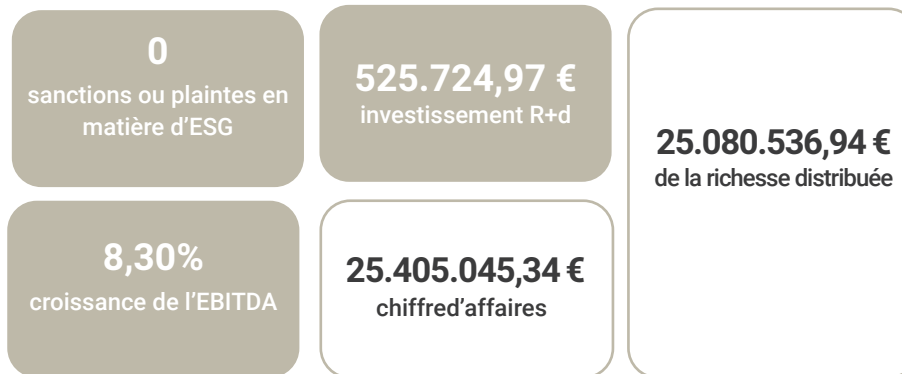 0
sanctions ou plaintes en
matière d'ESG
525.724,97 €
investissement R+d
25.080.536,94 €
de la richesse distribuée
8,30%
croissance de l'EBITDA
25.405.045,34 €
chiffred'affaires